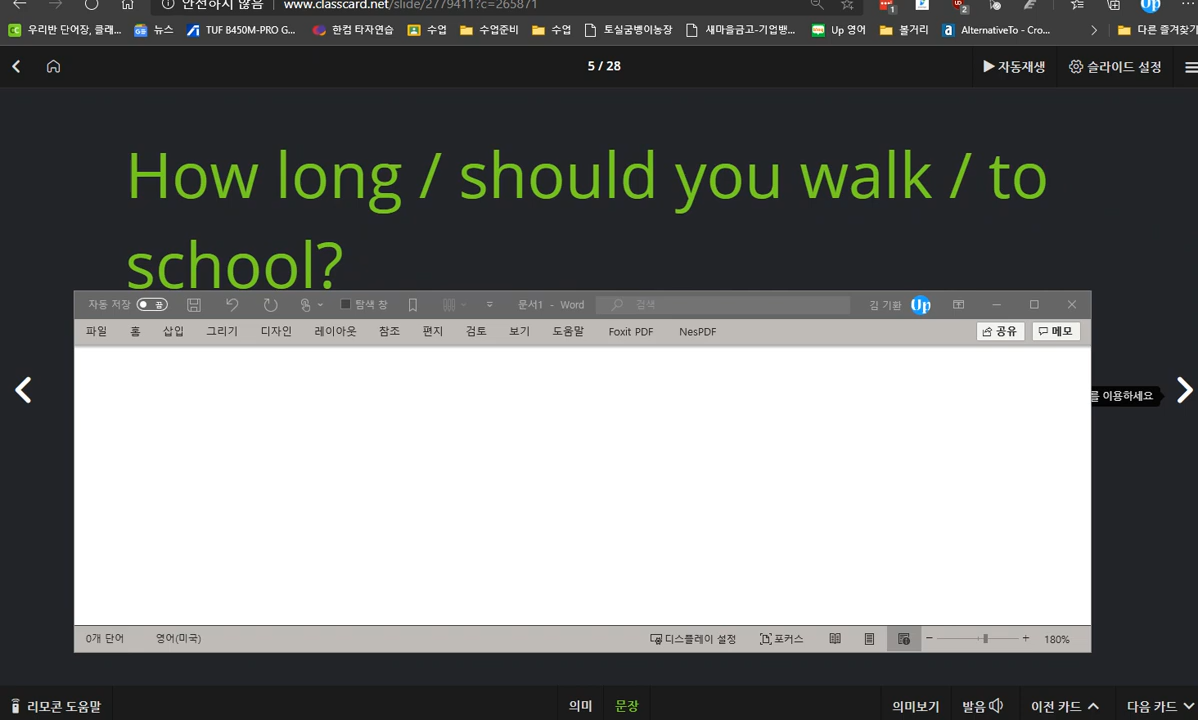 안전하지 않음 | www.classcard.net/slide/2779411?c=265871
우리반 단어장, 클래... 뉴스 TUF B450M-PRO G... 한컴 타자연습 수업 수업준비 수업 토실굼벵이농장 새마을금고-기업뱅... Up 영어 볼거리 AlternativeTo - Cro... 다른 즐겨찾기
5 / 28 자동재생 슬라이드 설정
How long / should you walk / to
school?
자동 저장 끔 탐색 창 문서1 - Word 검색 김 기환 Up
파일 홈 삽입 그리기 디자인 레이아웃 참조 편지 검토 보기 도움말 Foxit PDF NesPDF 공유 메모
를 이용하세요
0개 단어 영어(미국) 디스플레이 설정 포커스 - + 180%
리모콘 도움말 의미 문장 의미보기 발음 이전 카드 다음 카드